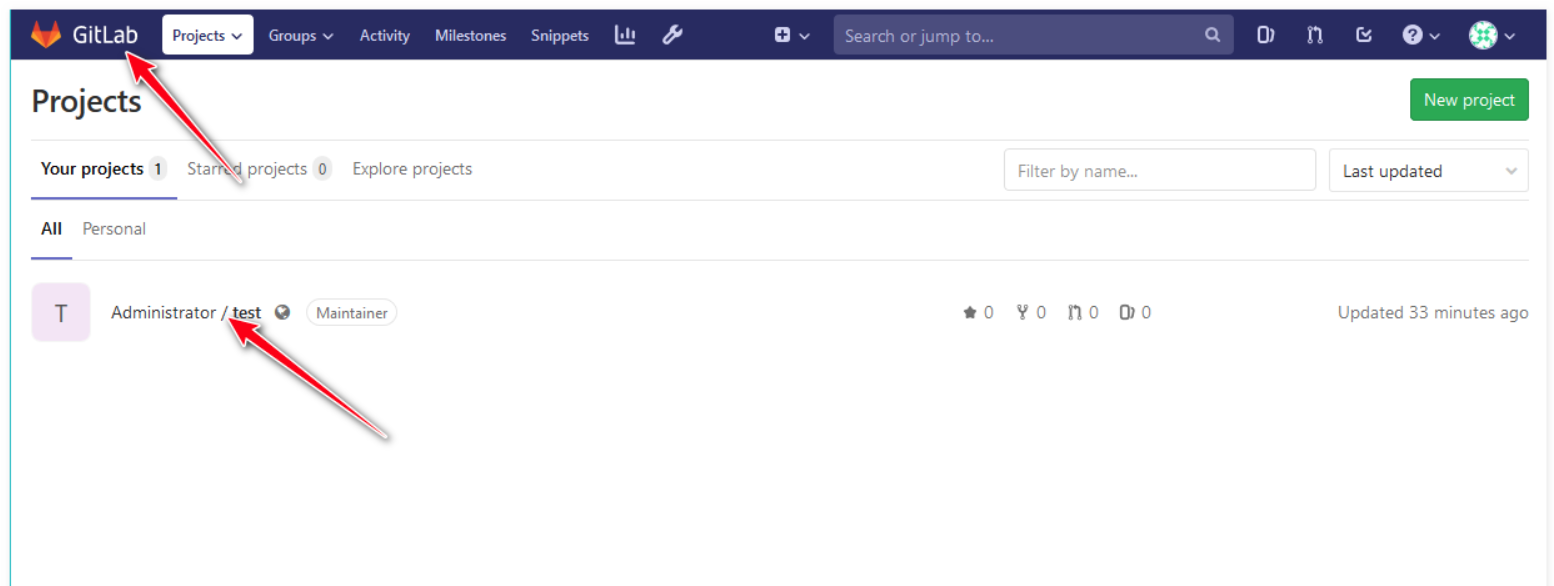 GitLab Projects Groups Activity Milestones Snippets Search or jump to...
Projects New project
Your projects 1 Starred projects 0 Explore projects Filter by name... Last updated
All Personal
T Administrator / test Maintainer 0 0 0 0 Updated 33 minutes ago